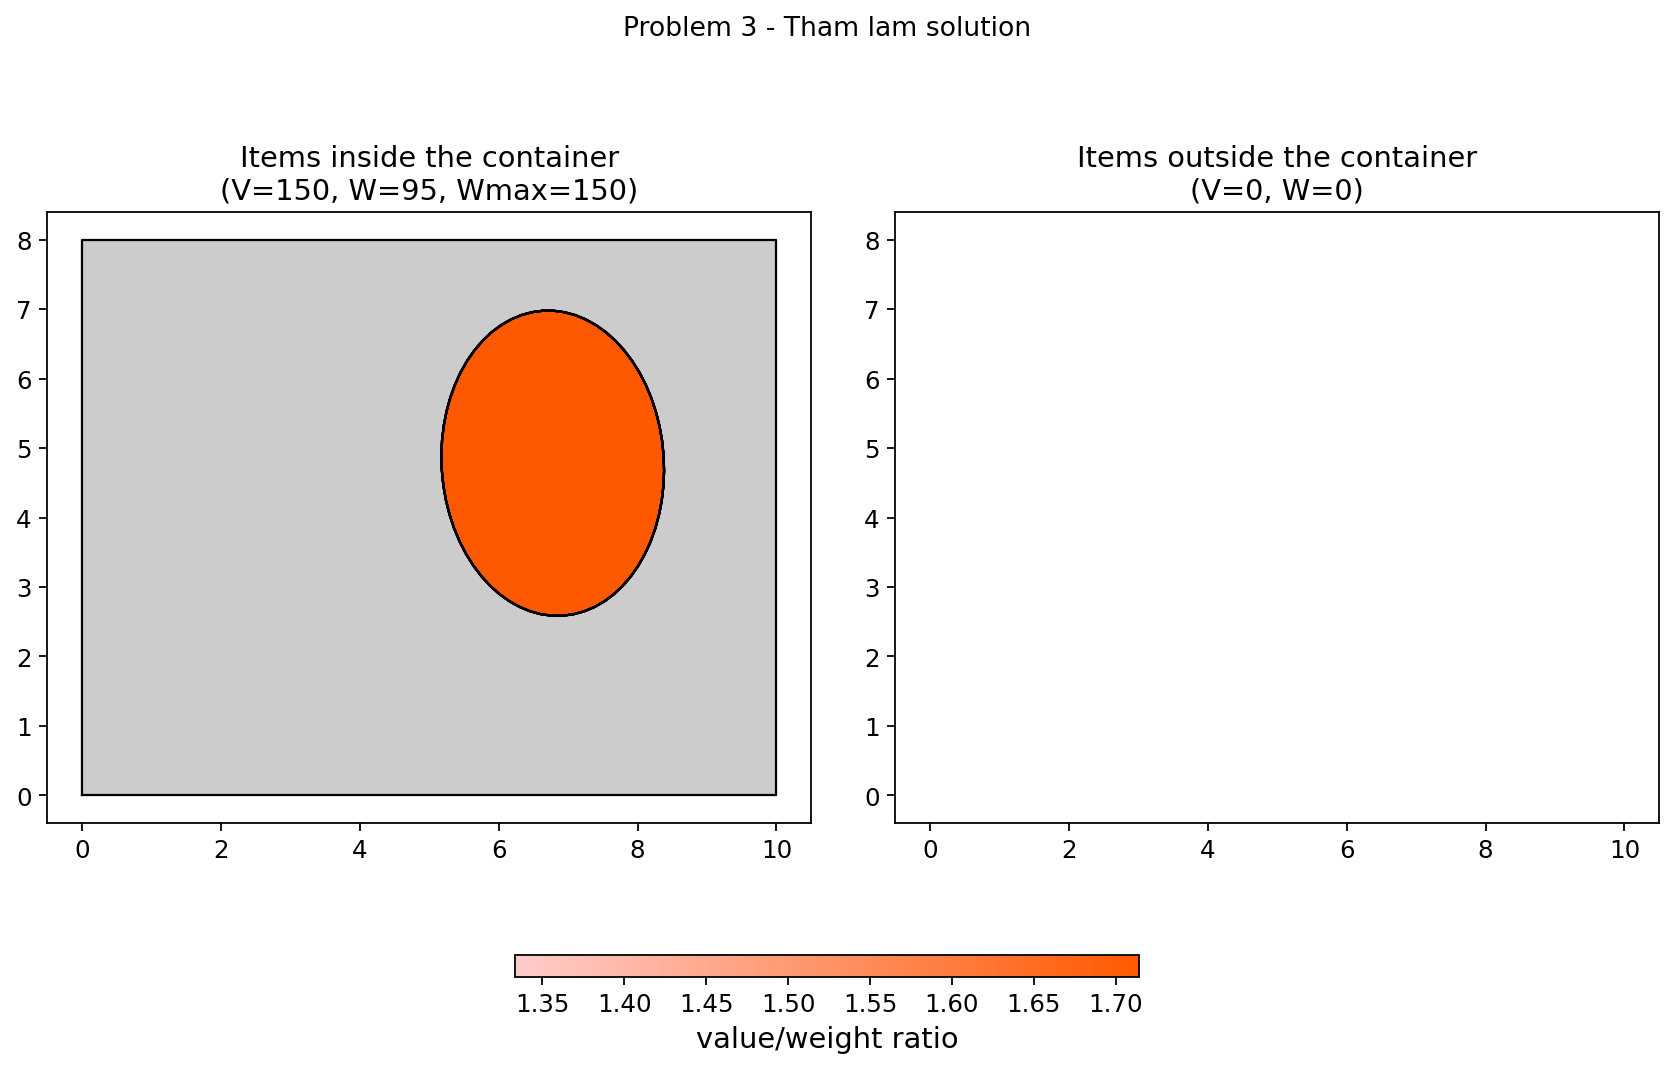 Problem 3 - Tham lam solution
Items inside the container
(V=150, W=95, Wmax=150)
8
7
6
5
4
3
2
1
0
0 2 4 6 8 10
Items outside the container
(V=0, W=0)
8
7
6
5
4
3
2
1
0
0 2 4 6 8 10
1.35 1.40 1.45 1.50 1.55 1.60 1.65 1.70
value/weight ratio